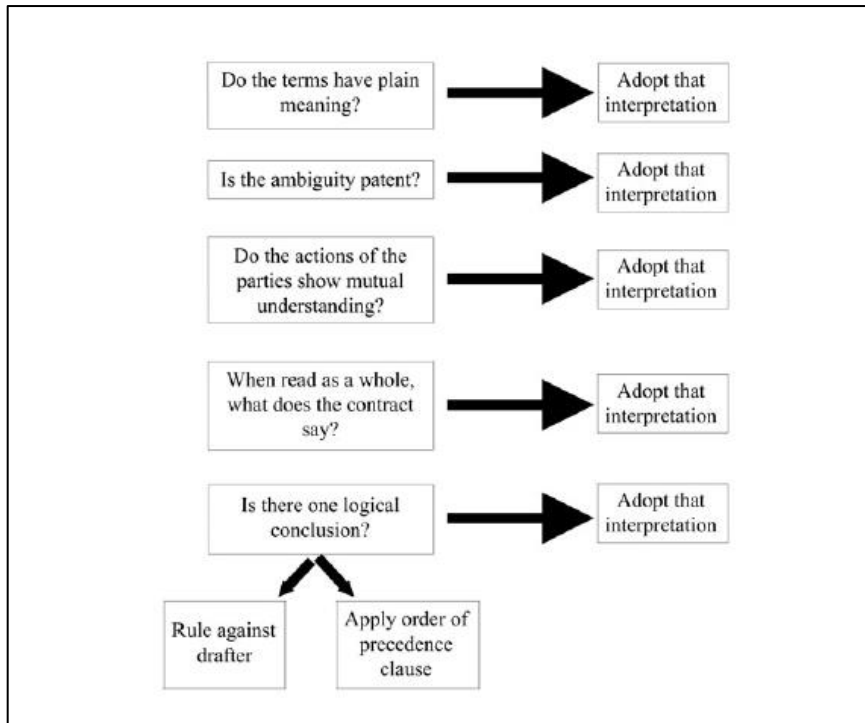 Do the terms have plain
meaning?
Adopt that
interpretation
Is the ambiguity patent?
Adopt that
interpretation
Do the actions of the
parties show mutual
understanding?
Adopt that
interpretation
When read as a whole,
what does the contract
say?
Adopt that
interpretation
Is there one logical
conclusion?
Adopt that
interpretation
Rule against
drafter
Apply order of
precedence
clause